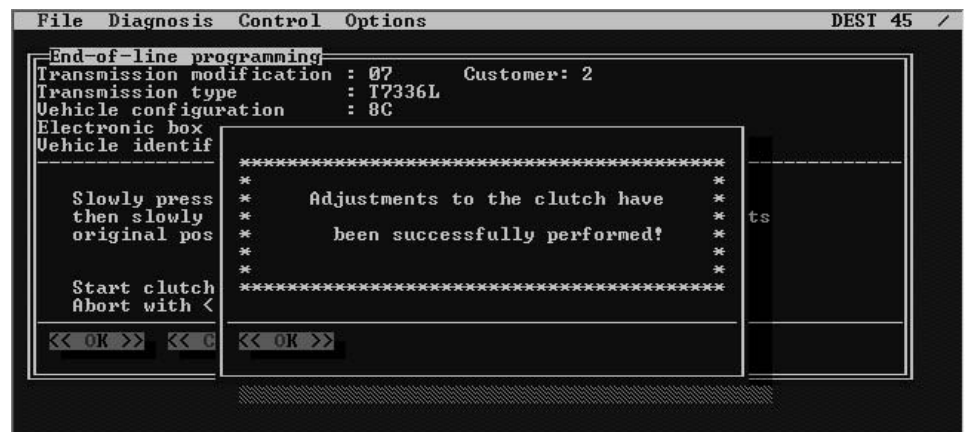 File Diagnosis Control Options DEST 45 /
End-of-line programming
Transmission modification : 07 Customer: 2
Transmission type : T7336L
Vehicle configuration : 8C
Electronic box
Vehicle identif
****************************************
Slowly press * Adjustments to the clutch have *
then slowly * ts
original pos * been successfully performed! *
Start clutch ****************************************
Abort with <
<< OK >> << C << OK >>